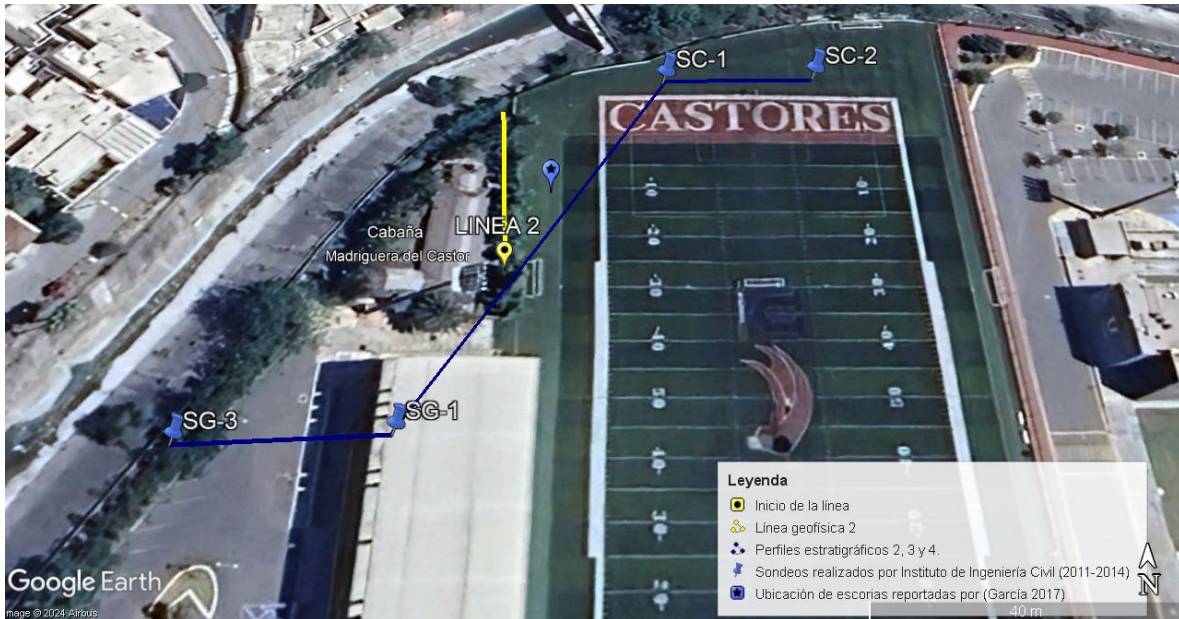 SC-1
SC-2
CASTORES
LINEA 2
Cabaña
Madriguera del Castor
SG-3
SG-1
Leyenda
Inicio de la línea
Línea geofísica 2
Perfiles estratigráficos 2, 3 y 4.
Sondeos realizados por Instituto de Ingeniería Civil (2011-2014)
Ubicación de escorias reportadas por (García 2017)
N
40 m
Google Earth
mage © 2024 Airbus